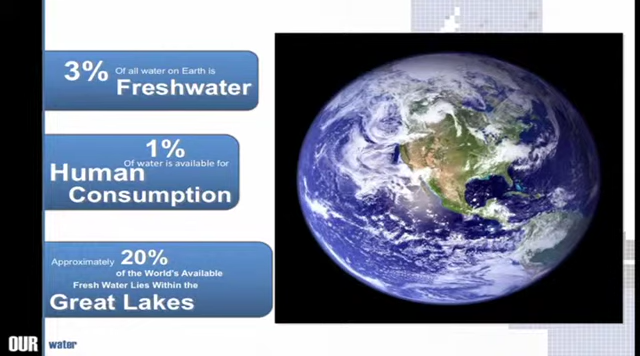 3% Of all water on Earth is
Freshwater
1%
Of water is available for
Human
Consumption
Approximately 20%
of the World's Available
Fresh Water Lies Within the
Great Lakes
OUR water